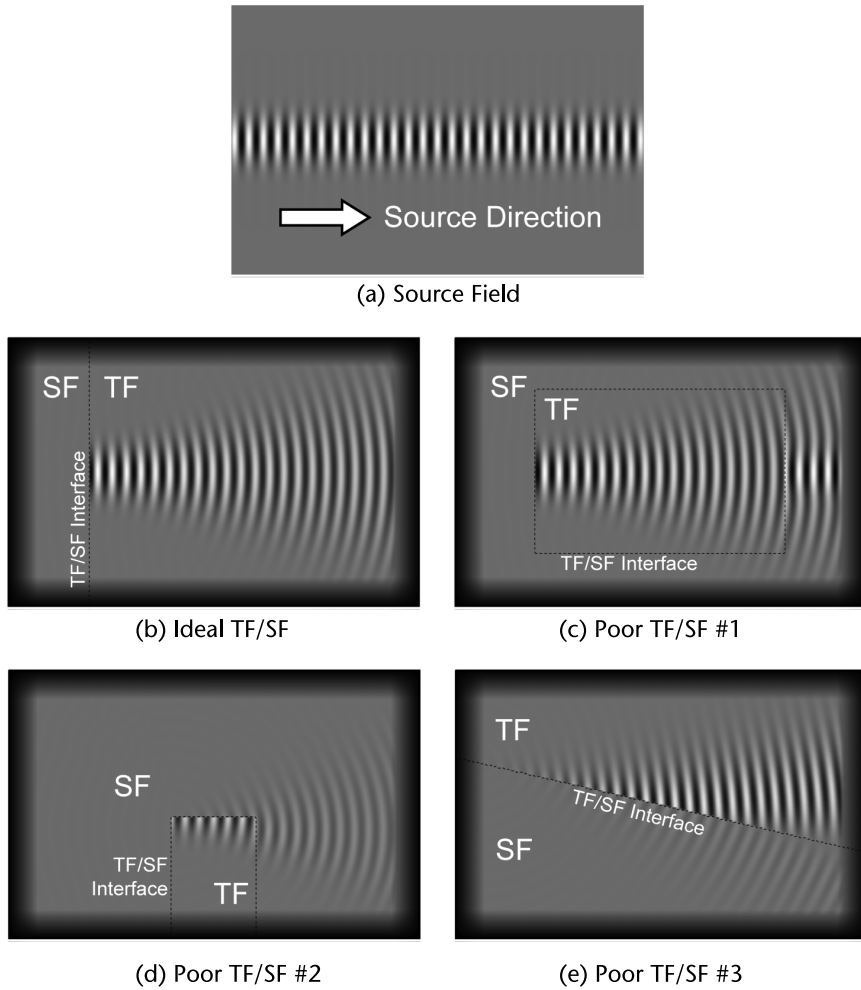 Source Direction
(a) Source Field
SF
TF
TF/SF Interface
(b) Ideal TF/SF
SF
TF
TF/SF Interface
(c) Poor TF/SF #1
SF
TF/SF
Interface
TF
(d) Poor TF/SF #2
TF
TF/SF Interface
SF
(e) Poor TF/SF #3